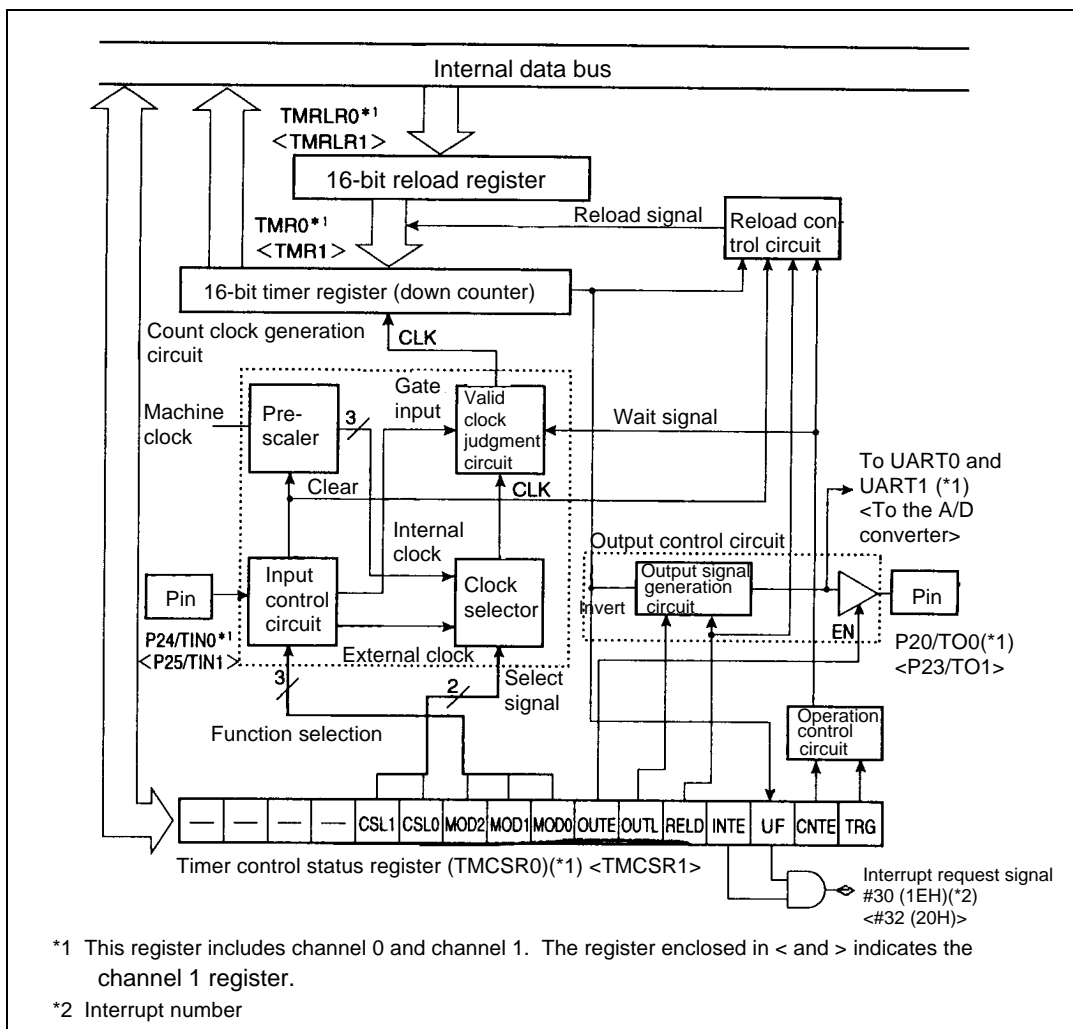 Internal data bus
TMRLR0*1
<TMRLR1>
16-bit reload register
Reload signal
Reload con-
trol circuit
TMR0*1
<TMR1>
16-bit timer register (down counter)
Count clock generation
circuit
CLK
Gate
input
Machine
clock
Pre-
scaler
3
Valid
clock
judgment
circuit
Wait signal
Clear
CLK
To UART0 and
UART1 (*1)
<To the A/D
converter>
Internal
clock
Output control circuit
Pin
Input
control
circuit
Clock
selector
Output signal
generation
circuit
Invert
EN
Pin
P24/TIN0*1
<P25/TIN1>
External clock
P20/TO0(*1)
<P23/TO1>
3
2
Select
signal
Function selection
Operation
control
circuit
— — — — CSL1 CSL0 MOD2 MOD1 MOD0 OUTE OUTL RELD INTE UF CNTE TRG
Timer control status register (TMCSR0)(*1) <TMCSR1>
Interrupt request signal
#30 (1EH)(*2)
<#32 (20H)>
*1 This register includes channel 0 and channel 1. The register enclosed in < and > indicates the
channel 1 register.
*2 Interrupt number